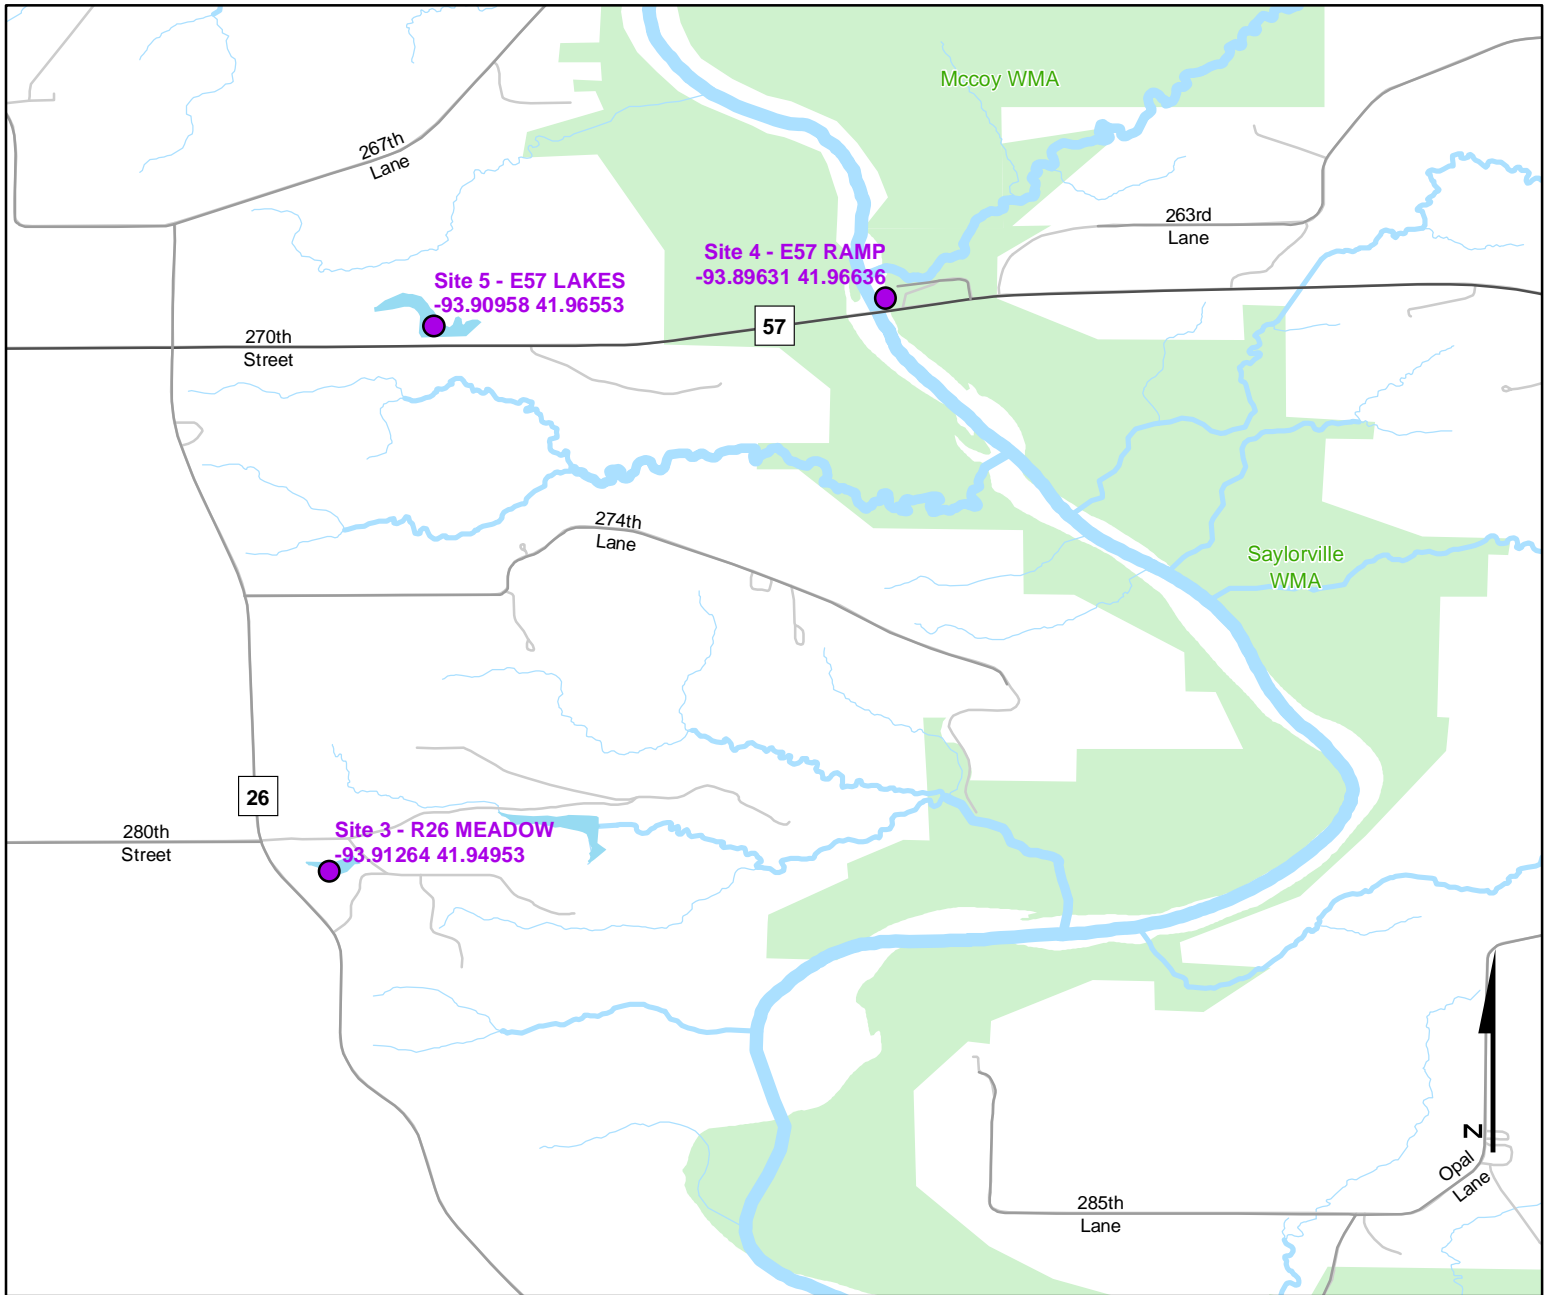 Mccoy WMA
267th
Lane
263rd
Lane
Site 4 - E57 RAMP
-93.89631 41.96636
Site 5 - E57 LAKES
-93.90958 41.96553
57
270th
Street
274th
Lane
Saylorville
WMA
26
280th
Street
Site 3 - R26 MEADOW
-93.91264 41.94953
N
Opal
Lane
285th
Lane